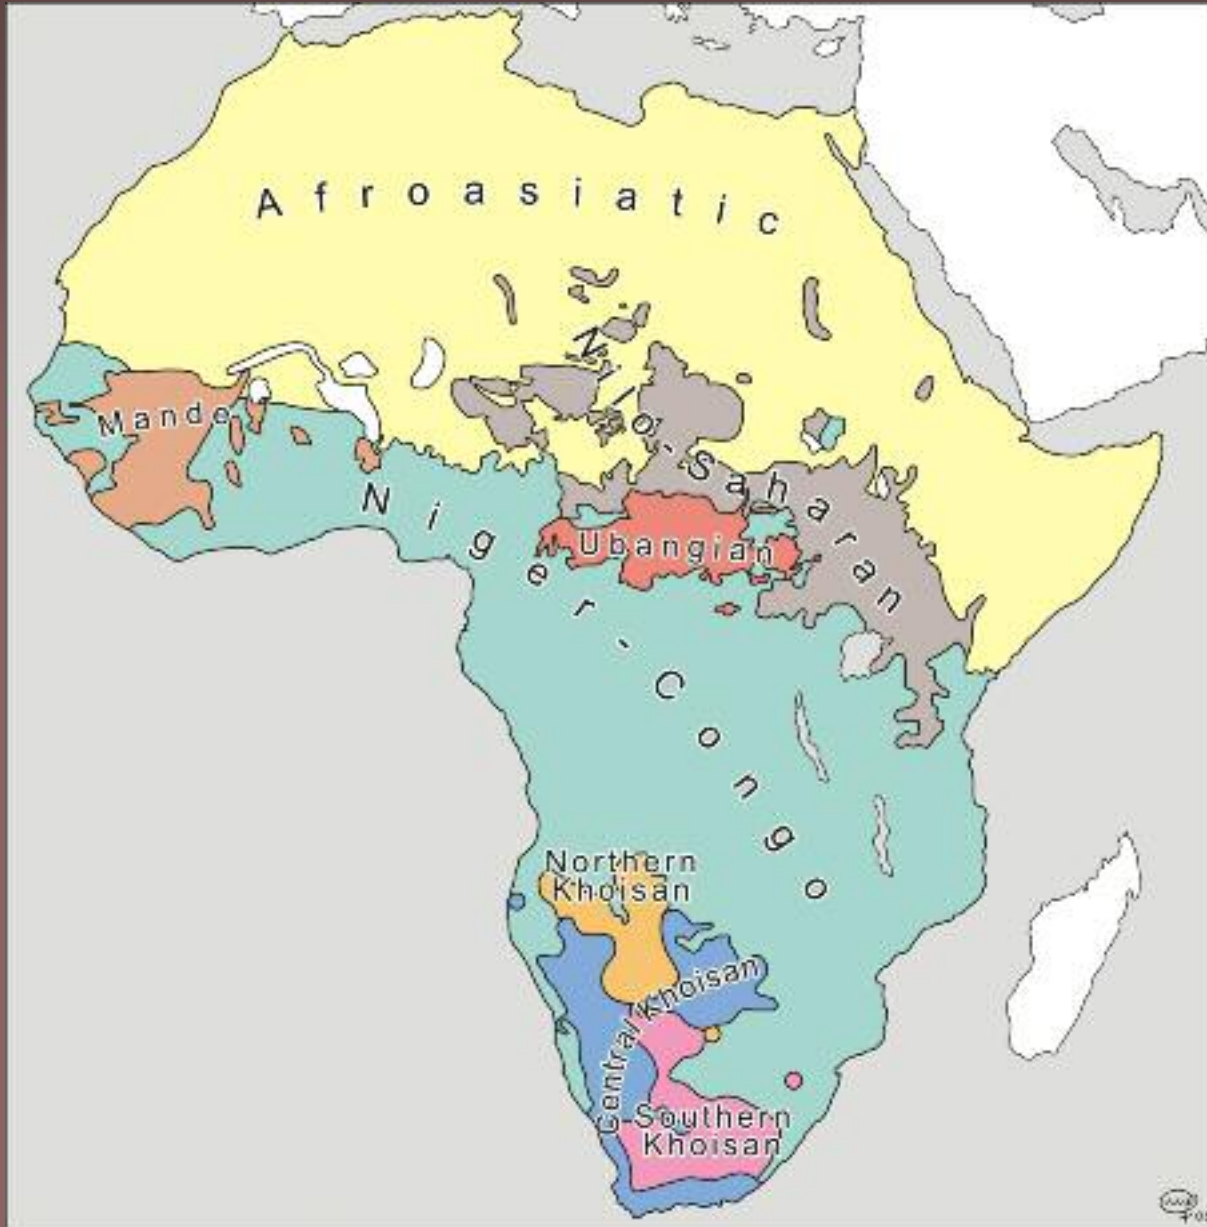 Afroasiatic
Nilo-Saharan
Mande
Niger-Congo
Ubangian
Northern
Khoisan
Central Khoisan
Southern
Khoisan